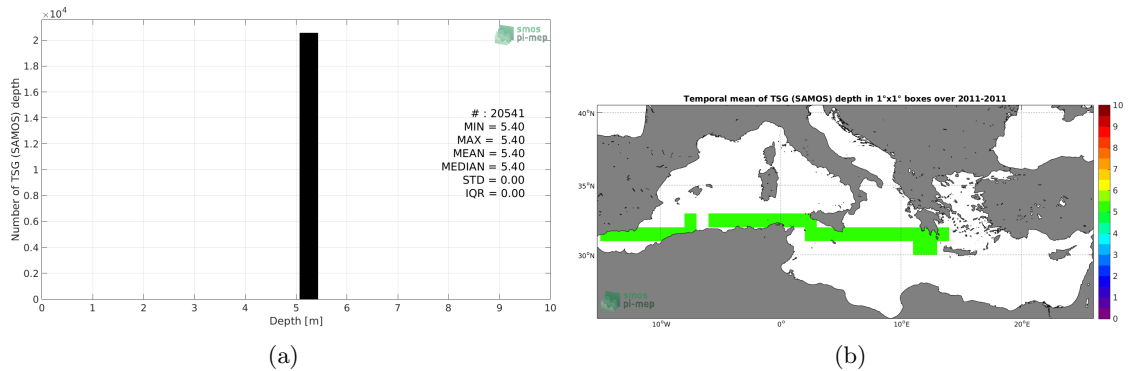 ×10⁴
smos
pi-mep
2
1.8
1.6
1.4
1.2
1
0.8
0.6
0.4
0.2
0
Number of TSG (SAMOS) depth
# : 20541
MIN = 5.40
MAX = 5.40
MEAN = 5.40
MEDIAN = 5.40
STD = 0.00
IQR = 0.00
0 1 2 3 4 5 6 7 8 9 10
Depth [m]
(a)
Temporal mean of TSG (SAMOS) depth in 1°x1° boxes over 2011-2011
40°N
35°N
30°N
smos
pi-mep
10°W 0° 10°E 20°E
10
9
8
7
6
5
4
3
2
1
0
(b)